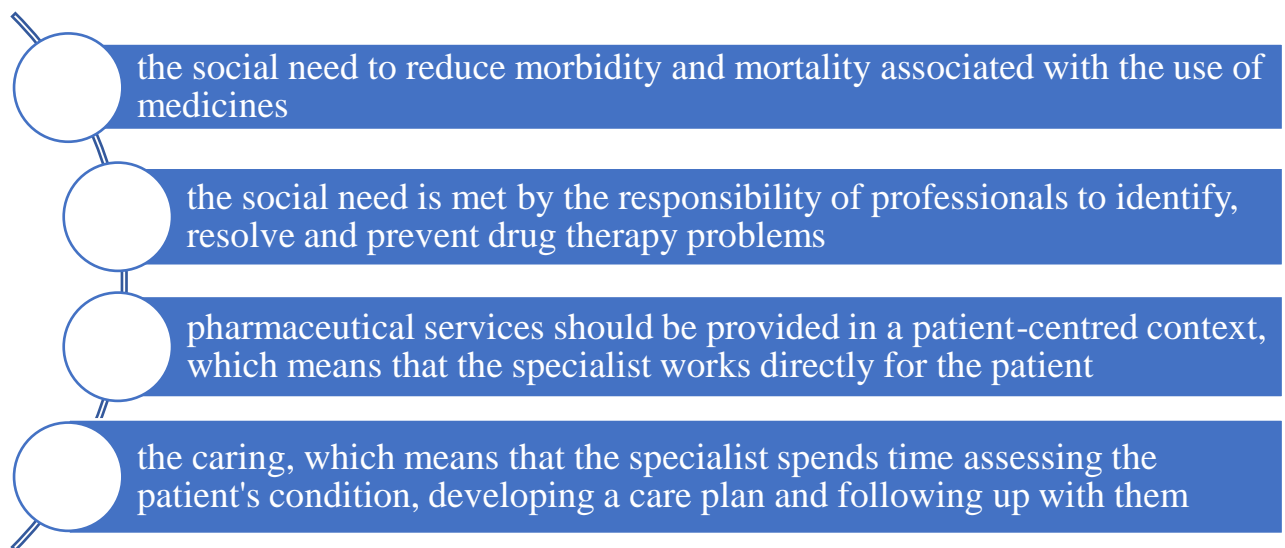 the social need to reduce morbidity and mortality associated with the use of
medicines
the social need is met by the responsibility of professionals to identify,
resolve and prevent drug therapy problems
pharmaceutical services should be provided in a patient-centred context,
which means that the specialist works directly for the patient
the caring, which means that the specialist spends time assessing the
patient's condition, developing a care plan and following up with them